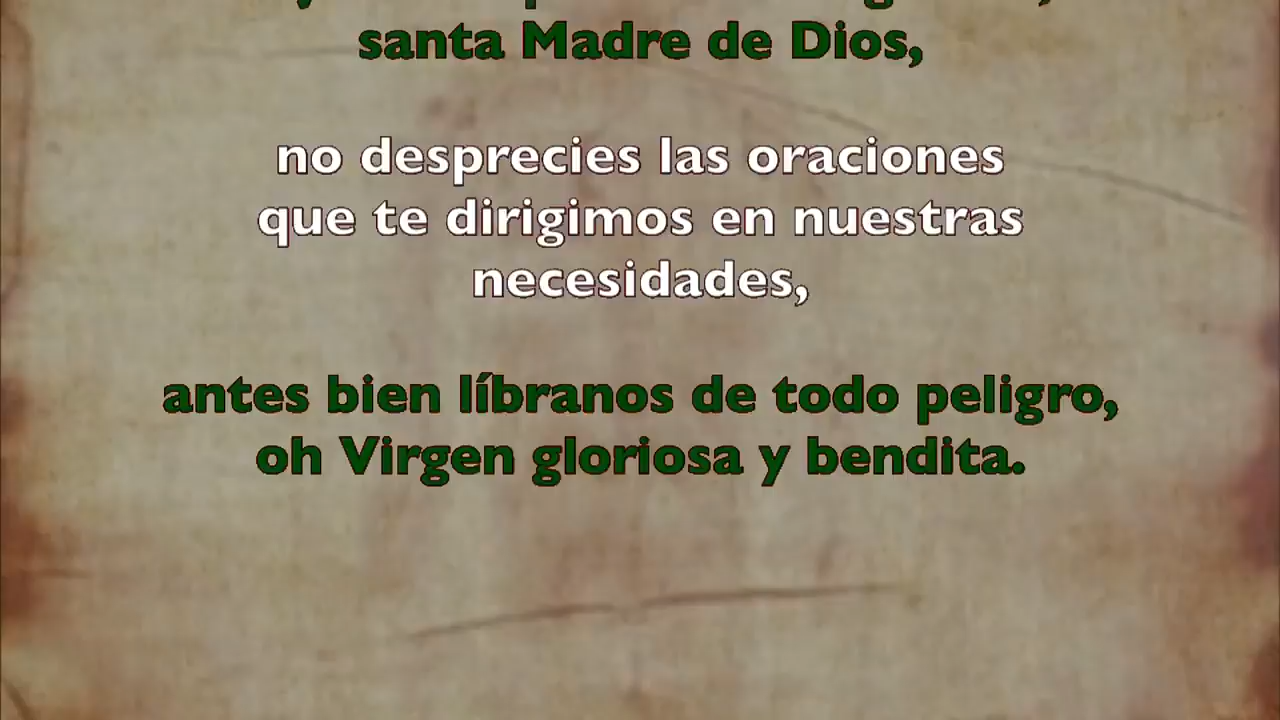 santa Madre de Dios,
no desprecies las oraciones
que te dirigimos en nuestras
necesidades,
antes bien líbranos de todo peligro,
oh Virgen gloriosa y bendita.